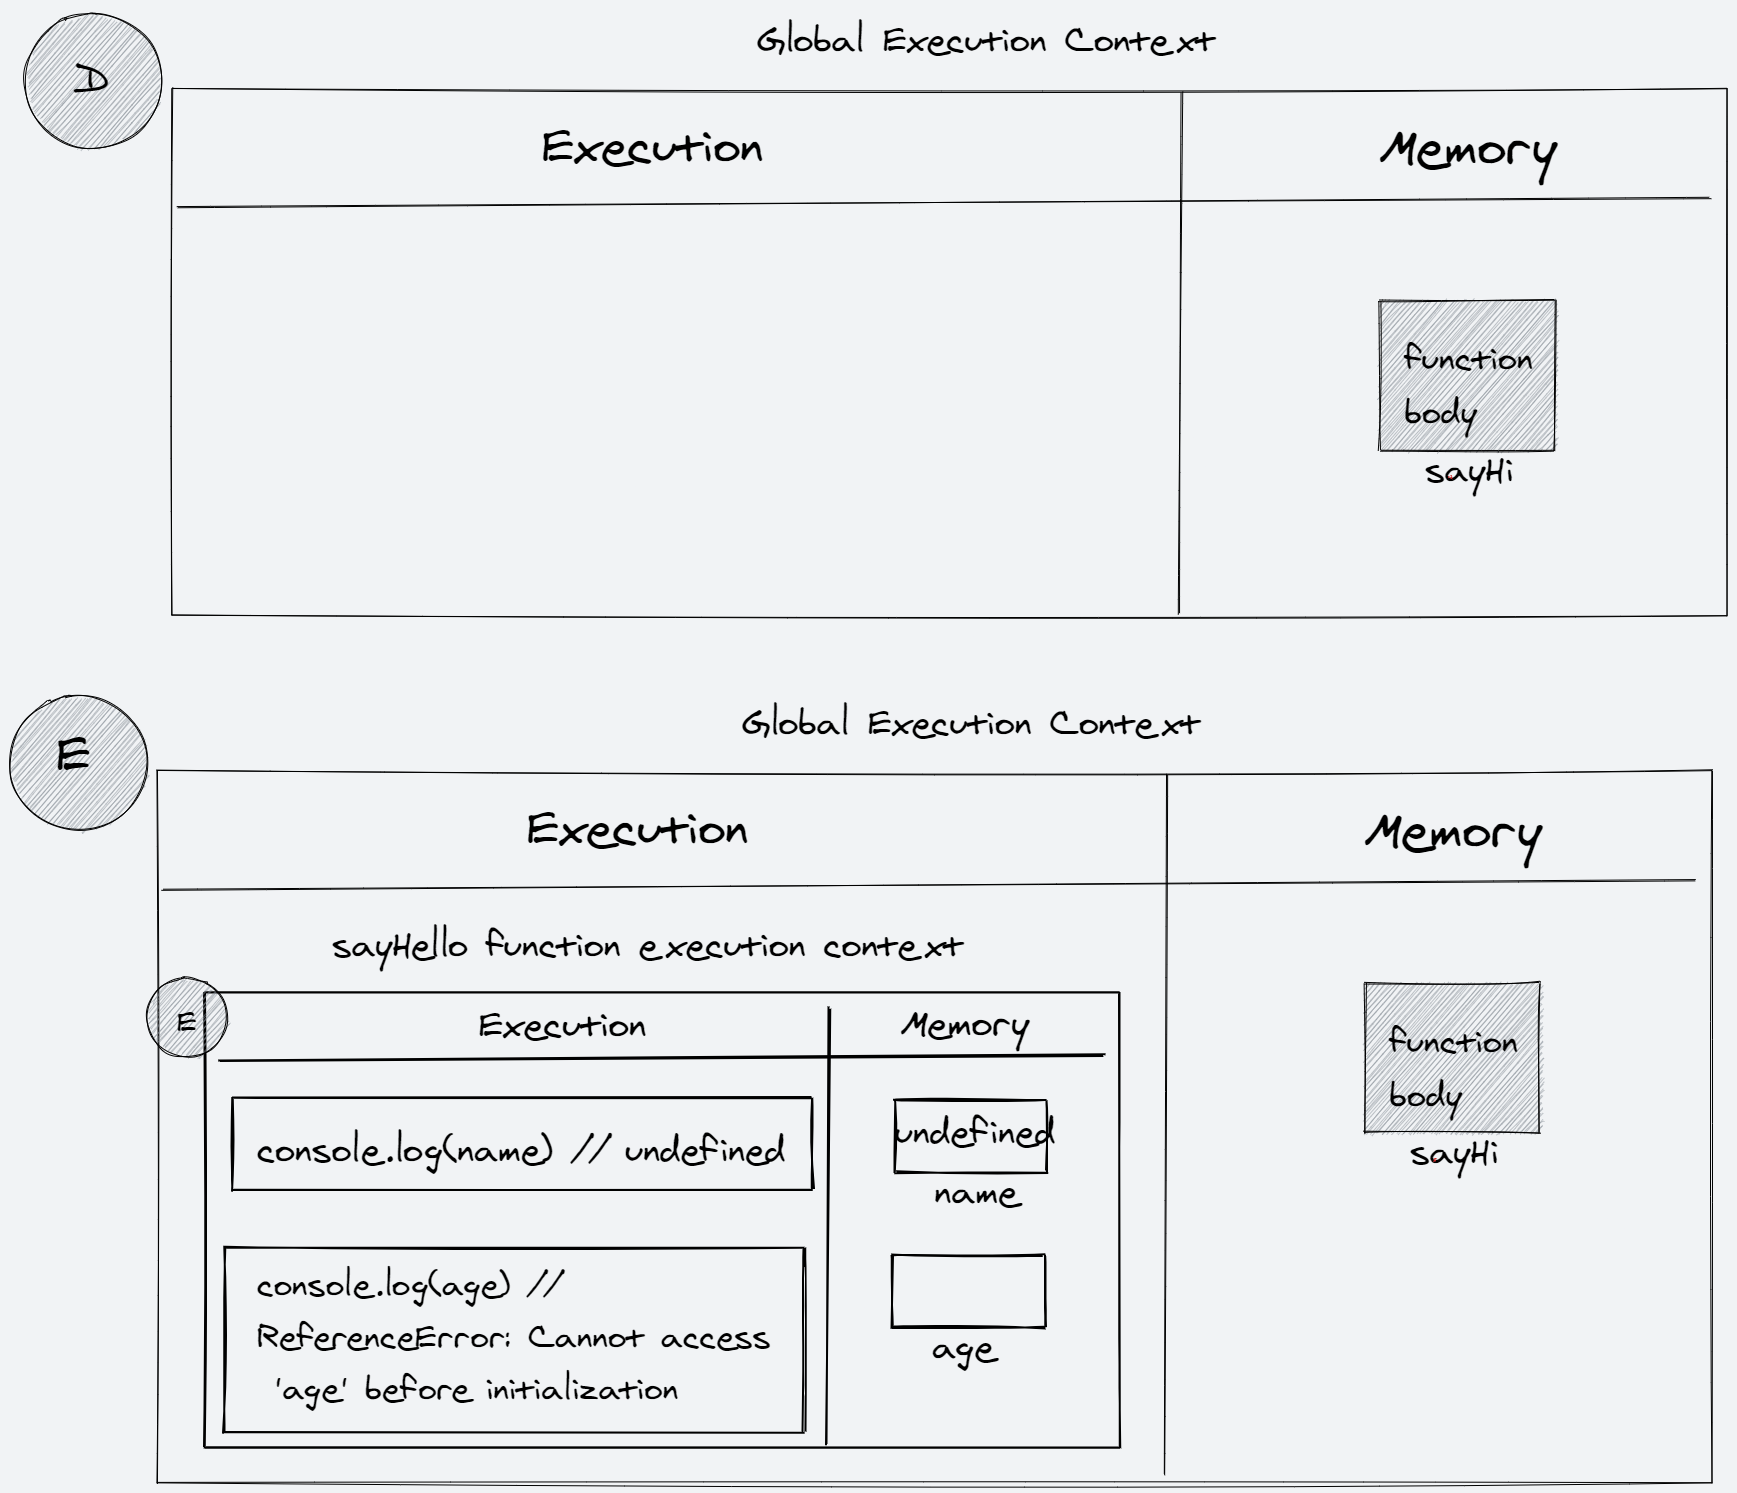 D
Global Execution Context
Execution
Memory
function
body
sayHi
E
Global Execution Context
Execution
Memory
sayHello function execution context
E
Execution
Memory
console.log(name) // undefined
undefined
name
console.log(age) //
ReferenceError: Cannot access
'age' before initialization
age
function
body
sayHi